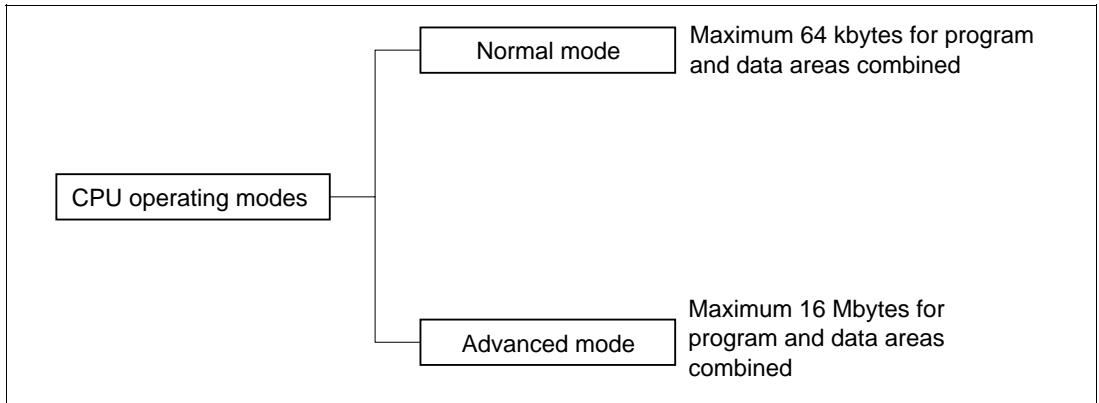 Normal mode
Maximum 64 kbytes for program
and data areas combined
CPU operating modes
Advanced mode
Maximum 16 Mbytes for
program and data areas
combined